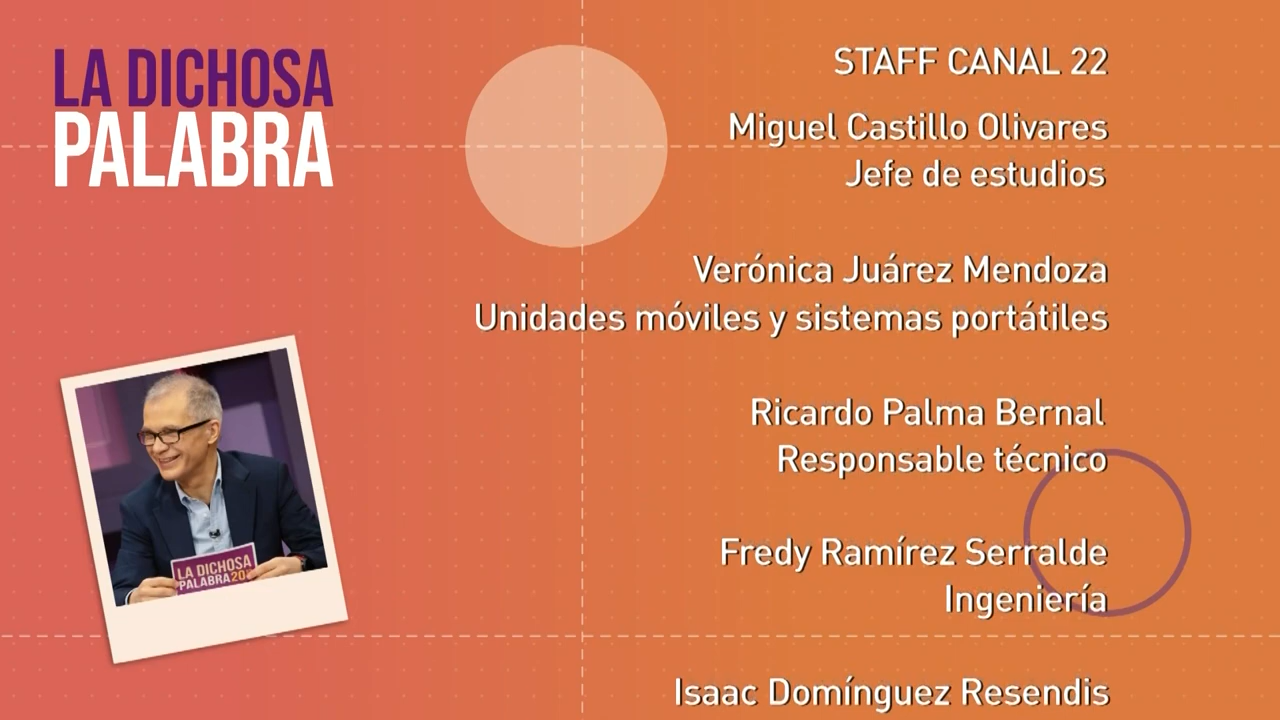 LA DICHOSA
PALABRA
STAFF CANAL 22
Miguel Castillo Olivares
Jefe de estudios
Verónica Juárez Mendoza
Unidades móviles y sistemas portátiles
Ricardo Palma Bernal
Responsable técnico
Fredy Ramírez Serralde
Ingeniería
Isaac Domínguez Resendis
LA DICHOSA
PALABRA20